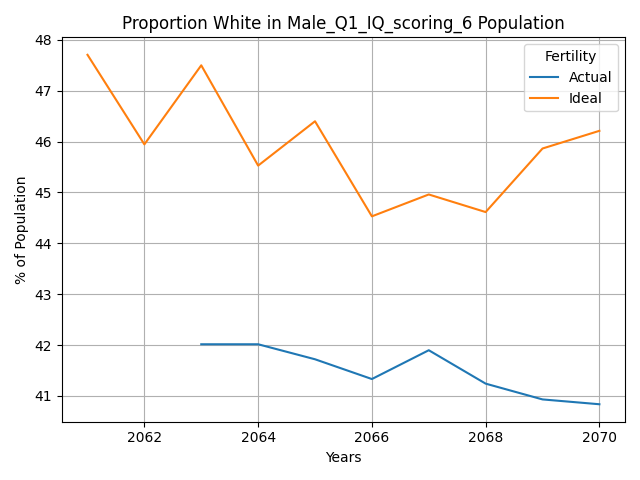 Proportion White in Male_Q1_IQ_scoring_6 Population
Fertility
Actual
Ideal
% of Population
48
47
46
45
44
43
42
41
2062 2064 2066 2068 2070
Years